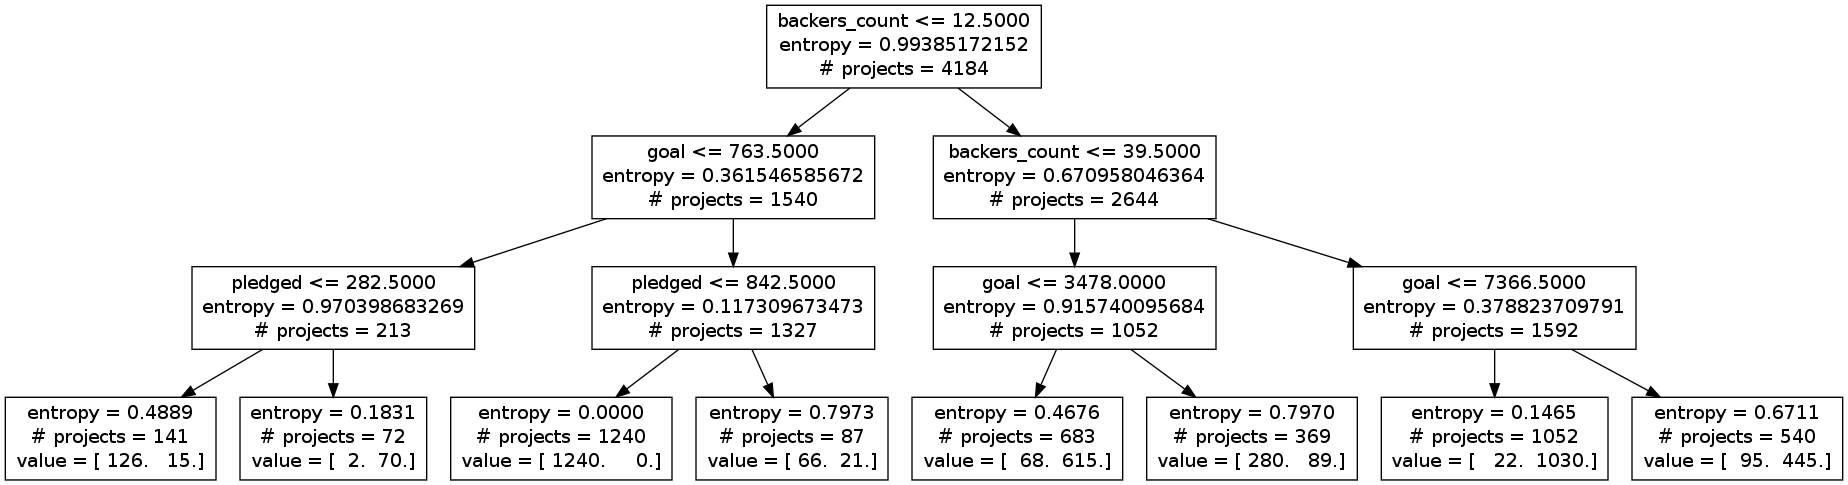 backers_count <= 12.5000
entropy = 0.99385172152
# projects = 4184
goal <= 763.5000
entropy = 0.361546585672
# projects = 1540
backers_count <= 39.5000
entropy = 0.670958046364
# projects = 2644
pledged <= 282.5000
entropy = 0.970398683269
# projects = 213
pledged <= 842.5000
entropy = 0.117309673473
# projects = 1327
goal <= 3478.0000
entropy = 0.915740095684
# projects = 1052
goal <= 7366.5000
entropy = 0.378823709791
# projects = 1592
entropy = 0.4889
# projects = 141
value = [ 126.   15.]
entropy = 0.1831
# projects = 72
value = [  2.  70.]
entropy = 0.0000
# projects = 1240
value = [ 1240.     0.]
entropy = 0.7973
# projects = 87
value = [ 66.  21.]
entropy = 0.4676
# projects = 683
value = [  68.  615.]
entropy = 0.7970
# projects = 369
value = [ 280.   89.]
entropy = 0.1465
# projects = 1052
value = [   22.  1030.]
entropy = 0.6711
# projects = 540
value = [  95.  445.]